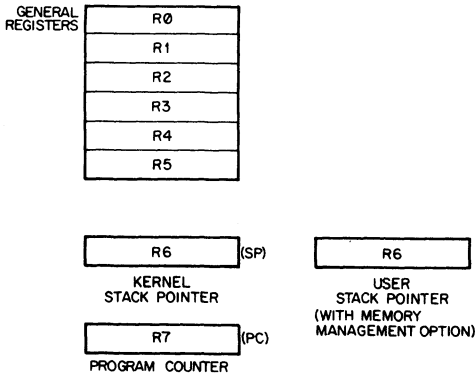 GENERAL
REGISTERS
RØ
R1
R2
R3
R4
R5
R6
(SP)
KERNEL
STACK POINTER
R6
USER
STACK POINTER
(WITH MEMORY
MANAGEMENT OPTION)
R7
(PC)
PROGRAM COUNTER